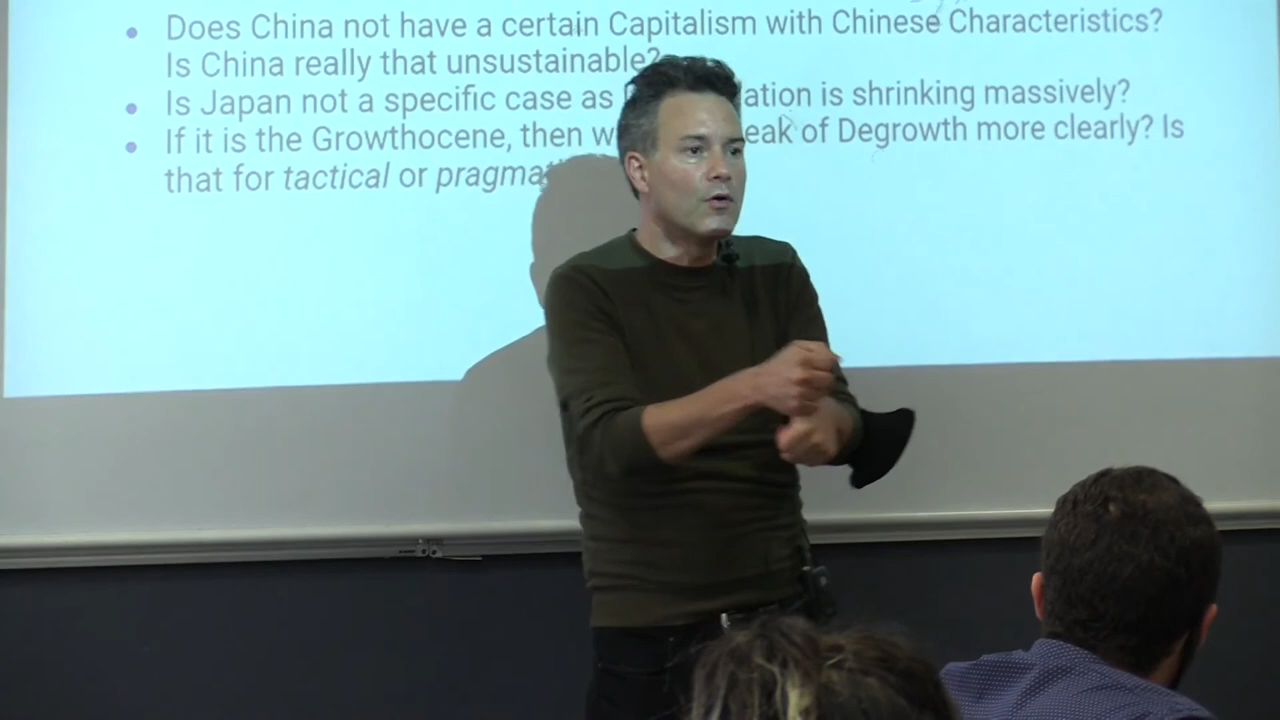 Does China not have a certain Capitalism with Chinese Characteristics?
Is China really that unsustainable?
Is Japan not a specific case as ation is shrinking massively?
If it is the Growthocene, then w eak of Degrowth more clearly? Is
that for tactical or pragma